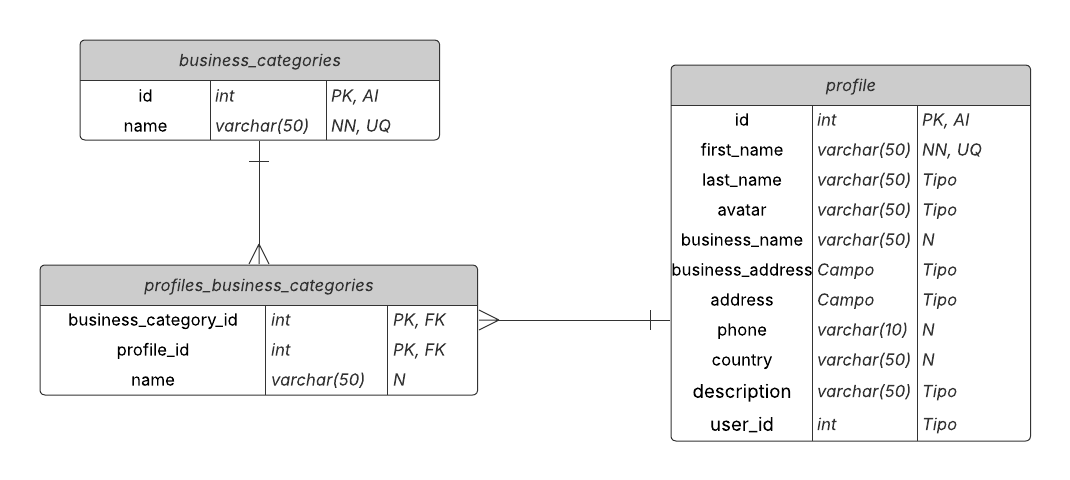 business_categories
id int PK, AI
name varchar(50) NN, UQ
profiles_business_categories
business_category_id int PK, FK
profile_id int PK, FK
name varchar(50) N
profile
id int PK, AI
first_name varchar(50) NN, UQ
last_name varchar(50) Tipo
avatar varchar(50) Tipo
business_name varchar(50) N
business_address Campo Tipo
address Campo Tipo
phone varchar(10) N
country varchar(50) N
description varchar(50) Tipo
user_id int Tipo